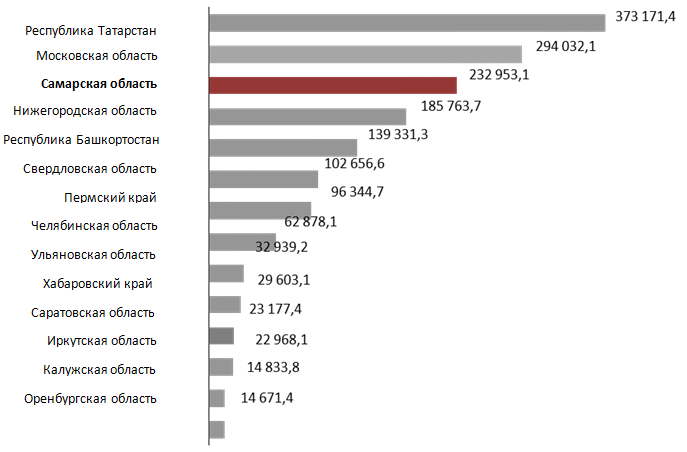 Республика Татарстан 373 171,4
Московская область 294 032,1
Самарская область 232 953,1
Нижегородская область 185 763,7
Республика Башкортостан 139 331,3
Свердловская область 102 656,6
Пермский край 96 344,7
Челябинская область 62 878,1
Ульяновская область 32 939,2
Хабаровский край 29 603,1
Саратовская область 23 177,4
Иркутская область 22 968,1
Калужская область 14 833,8
Оренбургская область 14 671,4